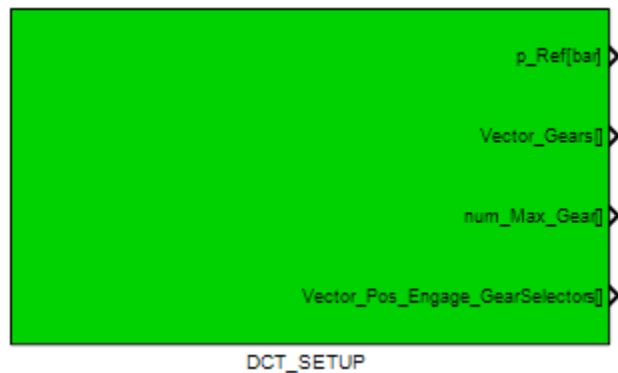 p_Ref[bar]
Vector_Gears[]
num_Max_Gear[]
Vector_Pos_Engage_GearSelectors[]
DCT_SETUP